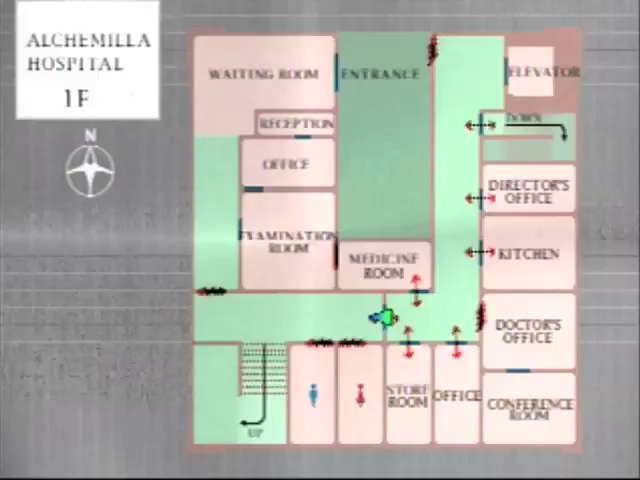 ALCHEMILLA
HOSPITAL
1F
N
WAITING ROOM
ENTRANCE
ELEVATOR
RECEPTION
DOWN
OFFICE
DIRECTOR'S
OFFICE
EXAMINATION
ROOM
MEDICINE
ROOM
KITCHEN
DOCTOR'S
OFFICE
STORE
ROOM
OFFICE
CONFERENCE
ROOM
UP